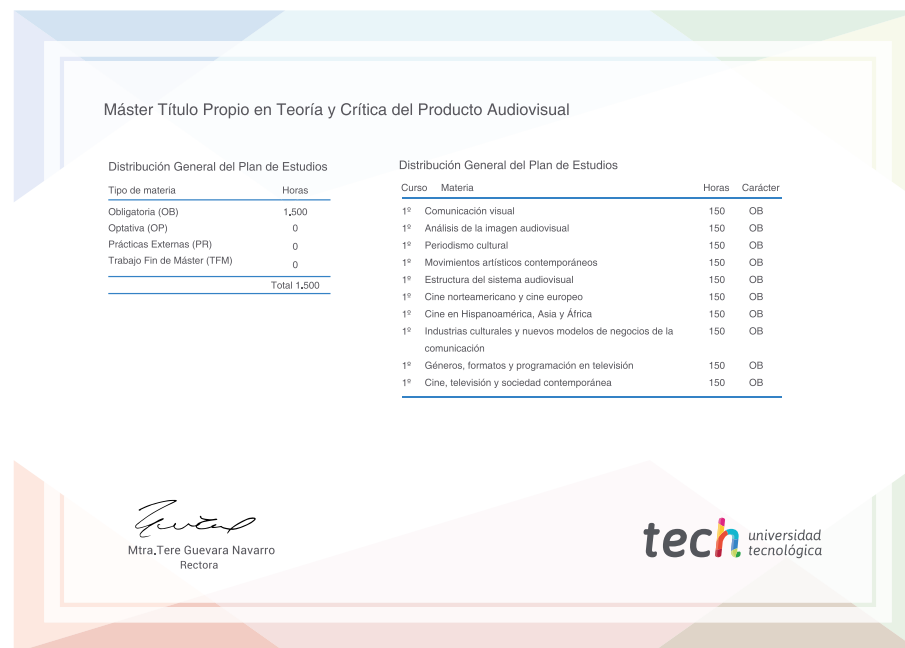 Máster Título Propio en Teoría y Crítica del Producto Audiovisual
Distribución General del Plan de Estudios
Tipo de materia Horas
Obligatoria (OB) 1.500
Optativa (OP) 0
Prácticas Externas (PR) 0
Trabajo Fin de Máster (TFM) 0
Total 1.500
Distribución General del Plan de Estudios
Curso Materia Horas Carácter
1º Comunicación visual 150 OB
1º Análisis de la imagen audiovisual 150 OB
1º Periodismo cultural 150 OB
1º Movimientos artísticos contemporáneos 150 OB
1º Estructura del sistema audiovisual 150 OB
1º Cine norteamericano y cine europeo 150 OB
1º Cine en Hispanoamérica, Asia y África 150 OB
1º Industrias culturales y nuevos modelos de negocios de la 150 OB
comunicación
1º Géneros, formatos y programación en televisión 150 OB
1º Cine, televisión y sociedad contemporánea 150 OB
Mtra.Tere Guevara Navarro
Rectora
tech universidad
tecnológica